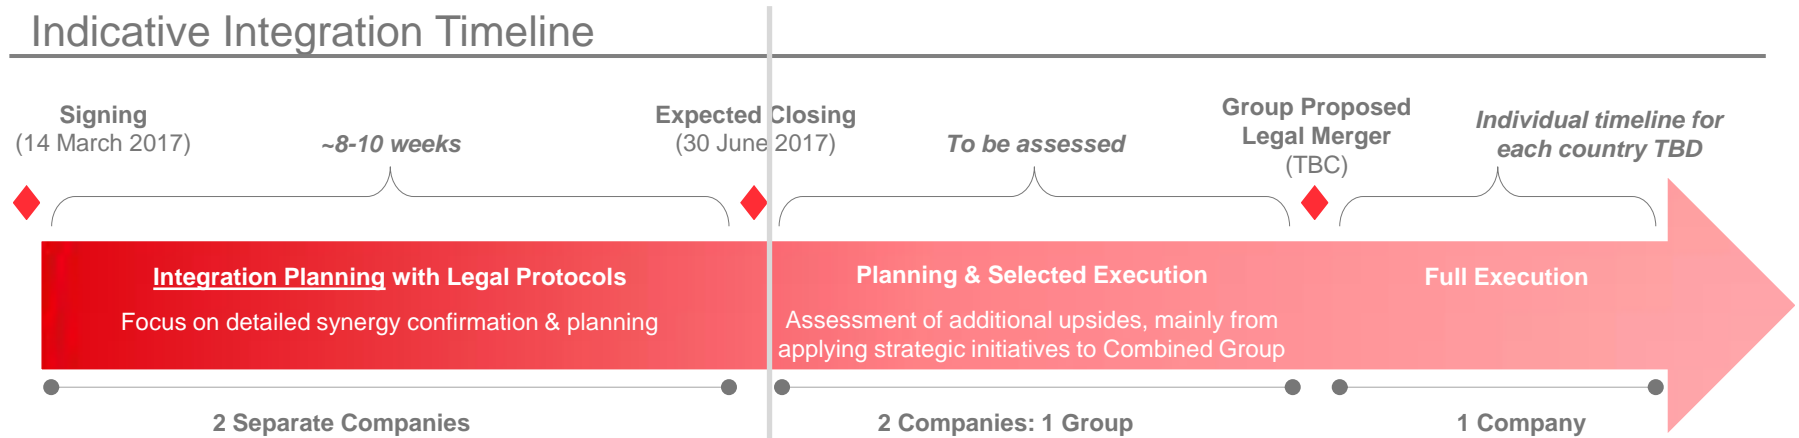 Indicative Integration Timeline
Signing
(14 March 2017)
~8-10 weeks
Expected Closing
(30 June 2017)
To be assessed
Group Proposed
Legal Merger
(TBC)
Individual timeline for
each country TBD
Integration Planning with Legal Protocols
Focus on detailed synergy confirmation & planning
Planning & Selected Execution
Assessment of additional upsides, mainly from
applying strategic initiatives to Combined Group
Full Execution
2 Separate Companies
2 Companies: 1 Group
1 Company